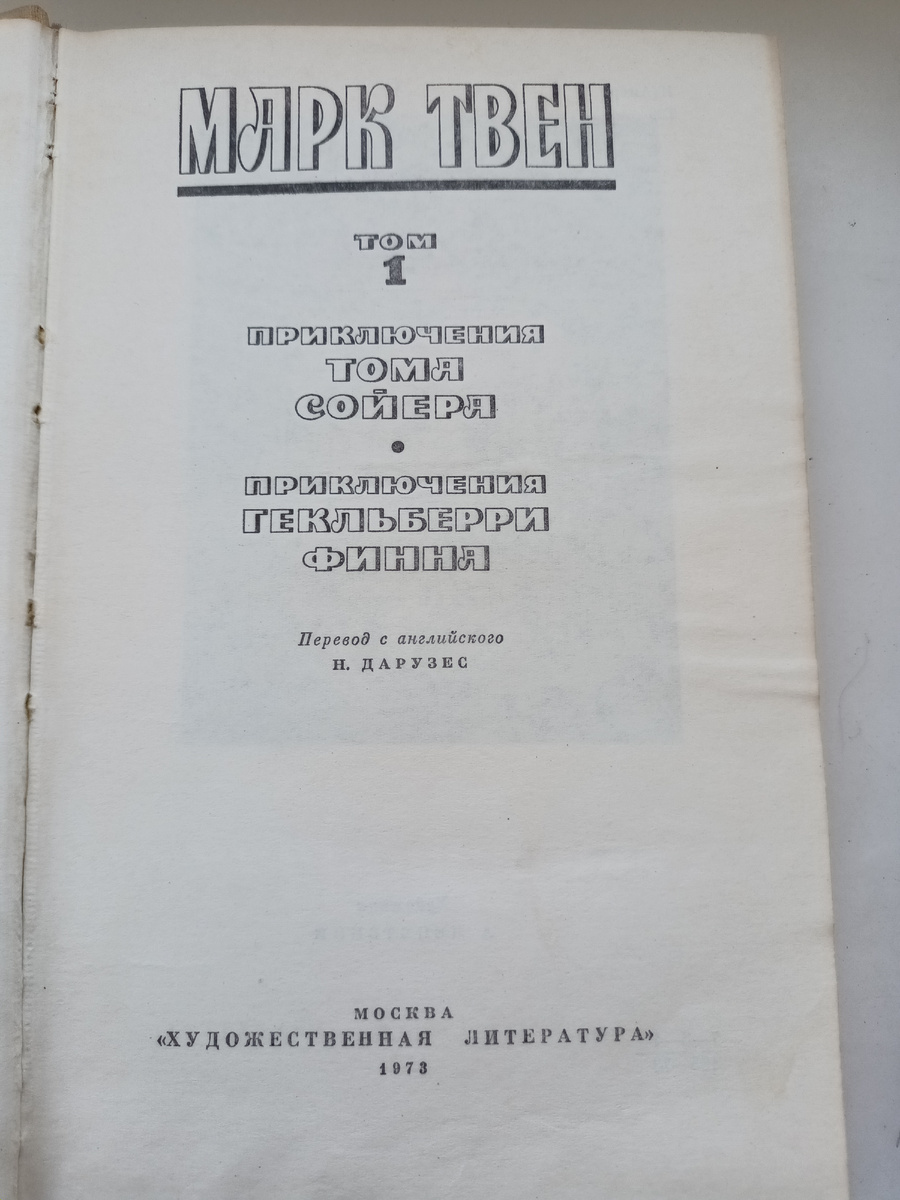 МАРК ТВЕН
ТОМ
1
ПРИКЛЮЧЕНИЯ
ТОМА
СОЙЕРА
•
ПРИКЛЮЧЕНИЯ
ГЕКЛЬБЕРРИ
ФИННА
Перевод с английского
Н. ДАРУЗЕС
МОСКВА
«ХУДОЖЕСТВЕННАЯ ЛИТЕРАТУРА»
1973